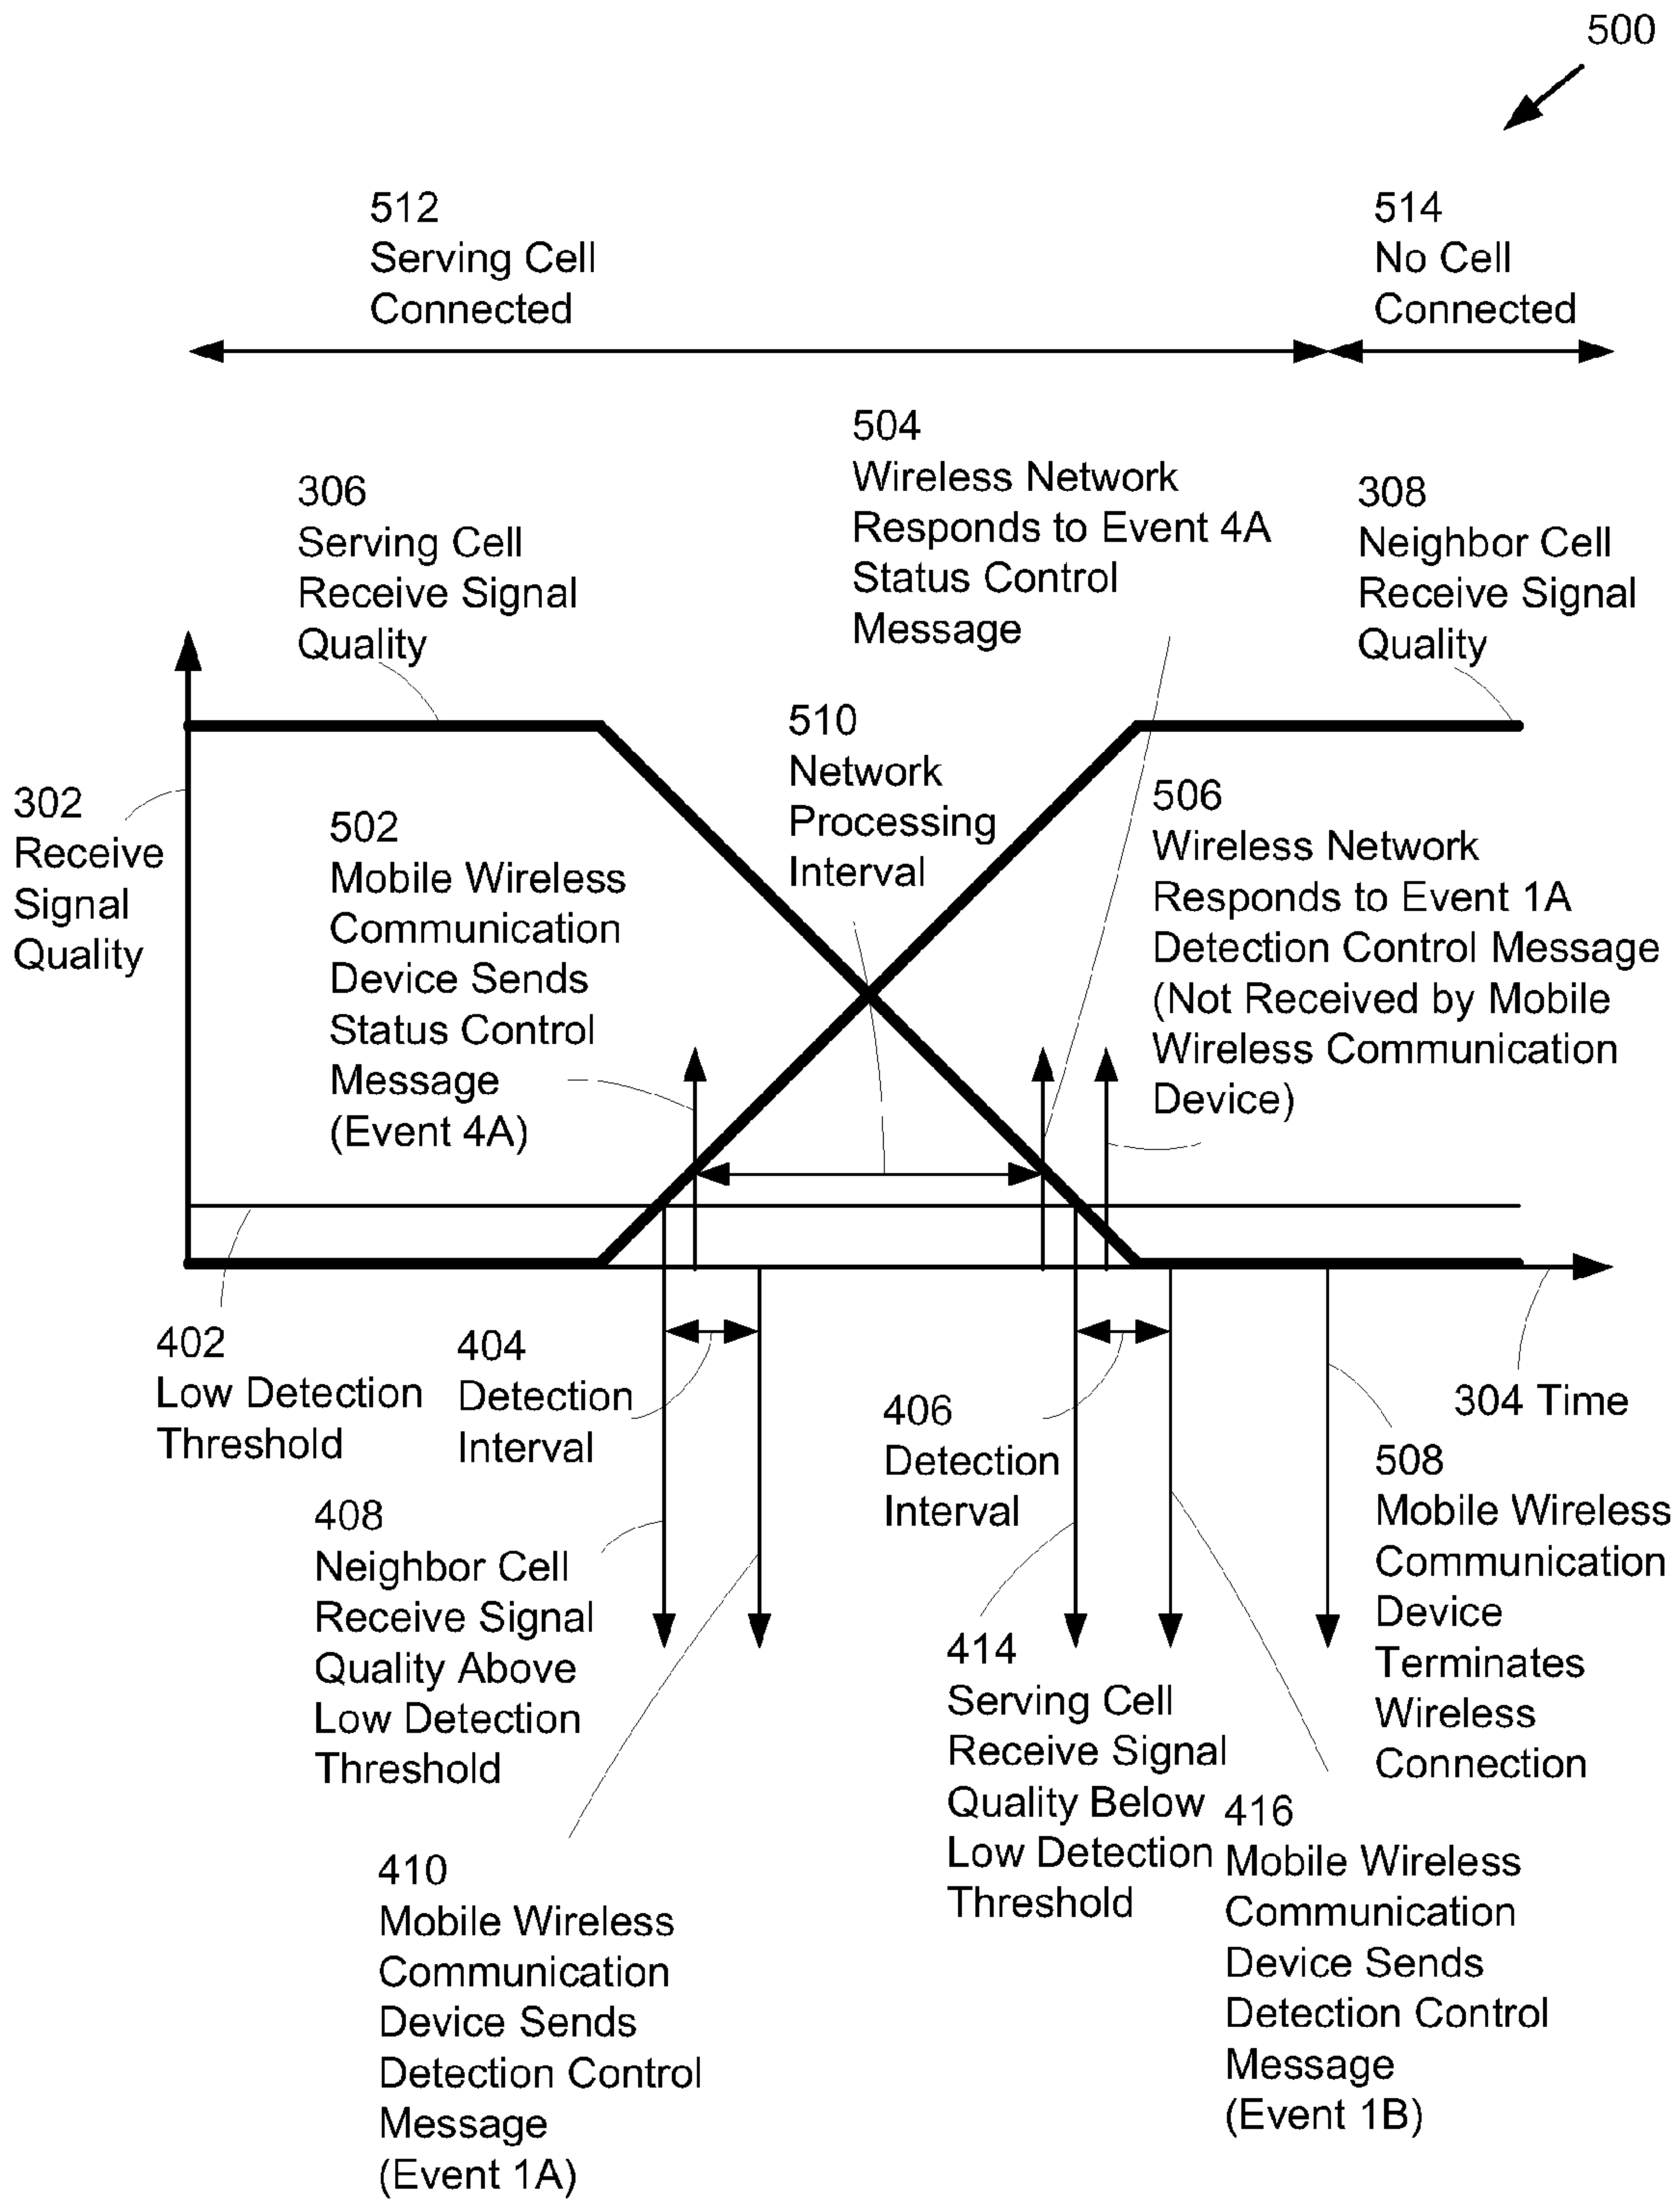 500
512
Serving Cell
Connected
514
No Cell
Connected
504
Wireless Network
Responds to Event 4A
Status Control
Message
306
Serving Cell
Receive Signal
Quality
308
Neighbor Cell
Receive Signal
Quality
510
Network
Processing
Interval
302
Receive
Signal
Quality
502
Mobile Wireless
Communication
Device Sends
Status Control
Message
(Event 4A)
506
Wireless Network
Responds to Event 1A
Detection Control Message
(Not Received by Mobile
Wireless Communication
Device)
402
Low Detection
Threshold
404
Detection
Interval
406
Detection
Interval
304 Time
408
Neighbor Cell
Receive Signal
Quality Above
Low Detection
Threshold
508
Mobile Wireless
Communication
Device
Terminates
Wireless
Connection
414
Serving Cell
Receive Signal
Quality Below
Low Detection
Threshold
416
Mobile Wireless
Communication
Device Sends
Detection Control
Message
(Event 1B)
410
Mobile Wireless
Communication
Device Sends
Detection Control
Message
(Event 1A)